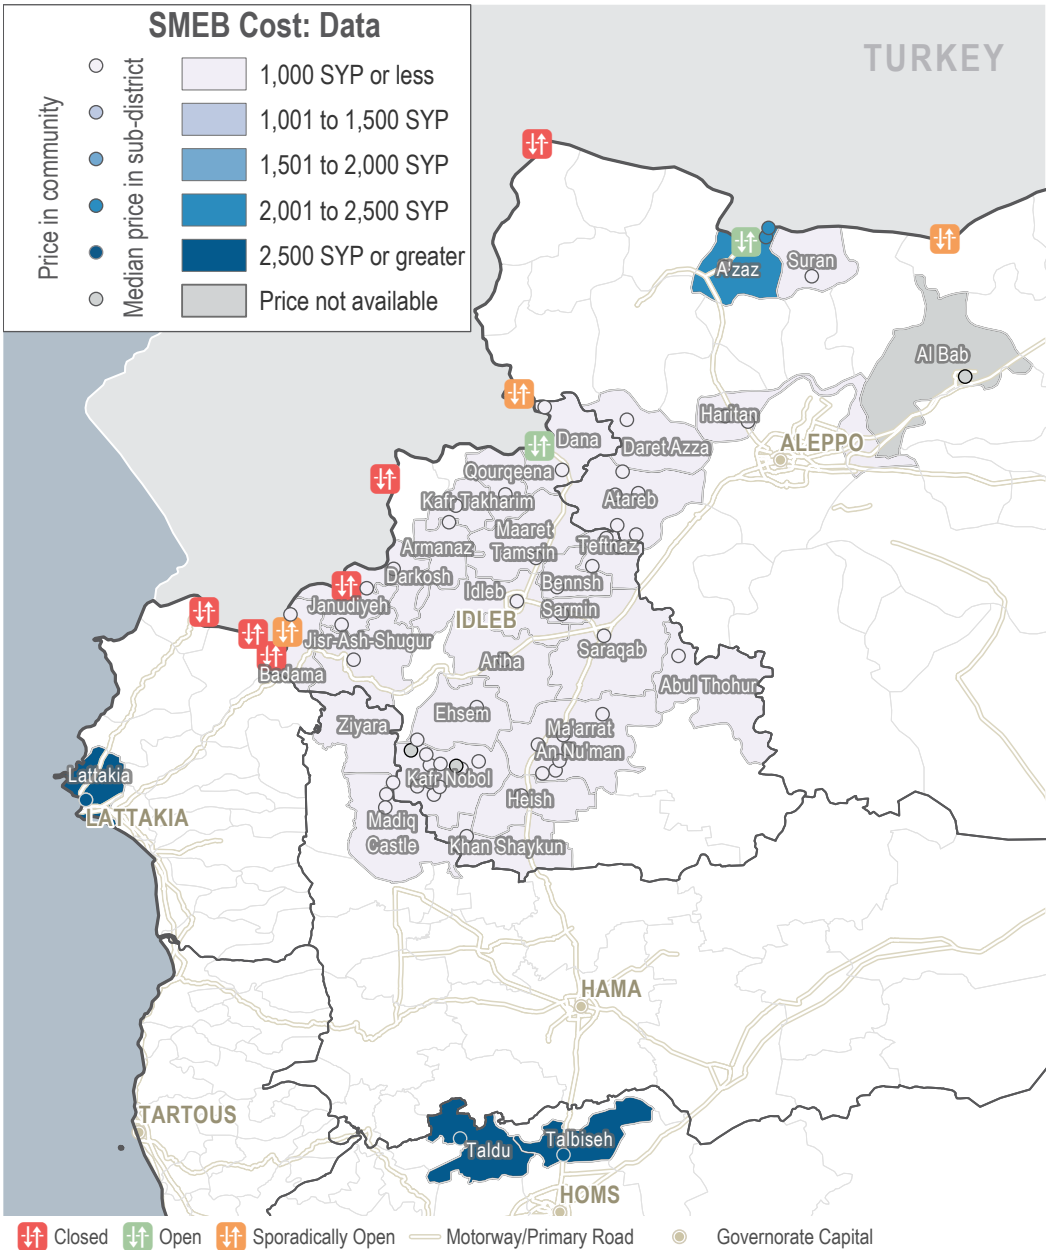 SMEB Cost: Data
Price in community
Median price in sub-district
1,000 SYP or less
1,001 to 1,500 SYP
1,501 to 2,000 SYP
2,001 to 2,500 SYP
2,500 SYP or greater
Price not available
TURKEY
A'zaz
Suran
Al Bab
Haritan
ALEPPO
Dana
Daret Azza
Qourqeena
Atareb
Kafr Takharim
Maaret
Tamsrin
Teftnaz
Armanaz
Darkosh
Bennsh
Idleb
Janudiyeh
Sarmin
IDLEB
Jisr-Ash-Shugur
Saraqab
Ariha
Badama
Abul Thohur
Ehsem
Ziyara
Ma'arrat
An Nu'man
Lattakia
Kafr Nobol
Heish
LATTAKIA
Madiq
Castle
Khan Shaykun
HAMA
TARTOUS
Taldu
Talbiseh
HOMS
Closed
Open
Sporadically Open
Motorway/Primary Road
Governorate Capital